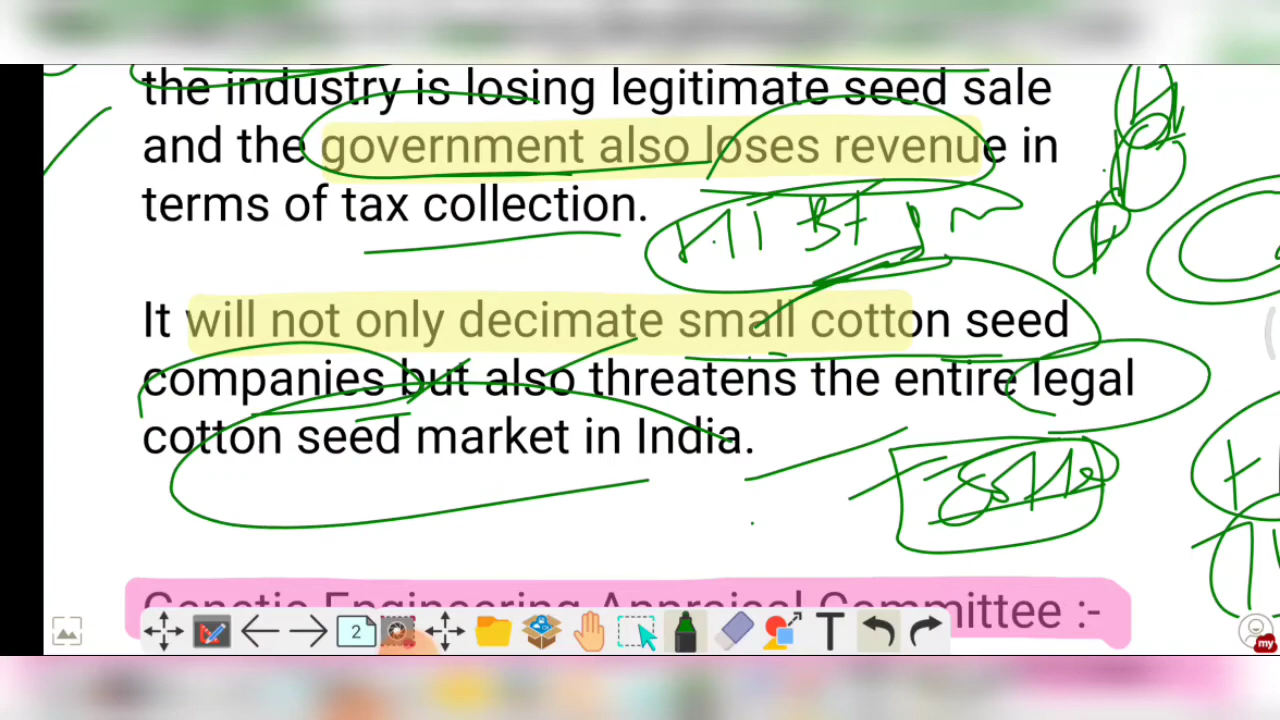 the industry is losing legitimate seed sale
and the government also loses revenue in
terms of tax collection.
It will not only decimate small cotton seed
companies but also threatens the entire legal
cotton seed market in India.
Genetic Engineering Appraisal Committee :-
2
T
my